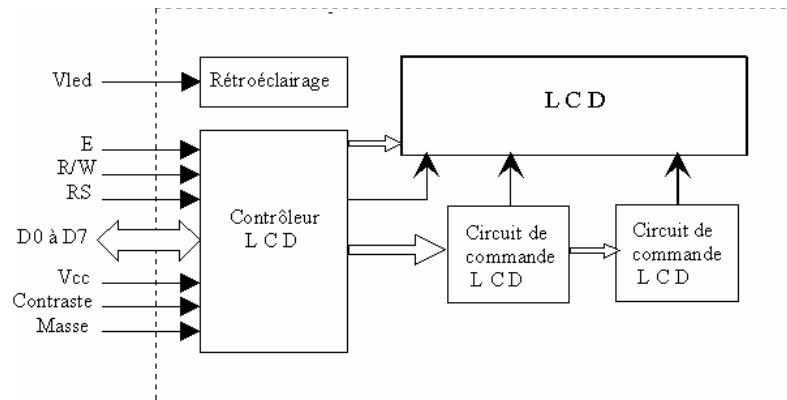 Vled
Rétroéclairage
L C D
E
R/W
RS
D0 à D7
Vcc
Contraste
Masse
Contrôleur
L C D
Circuit de
commande
L C D
Circuit de
commande
L C D